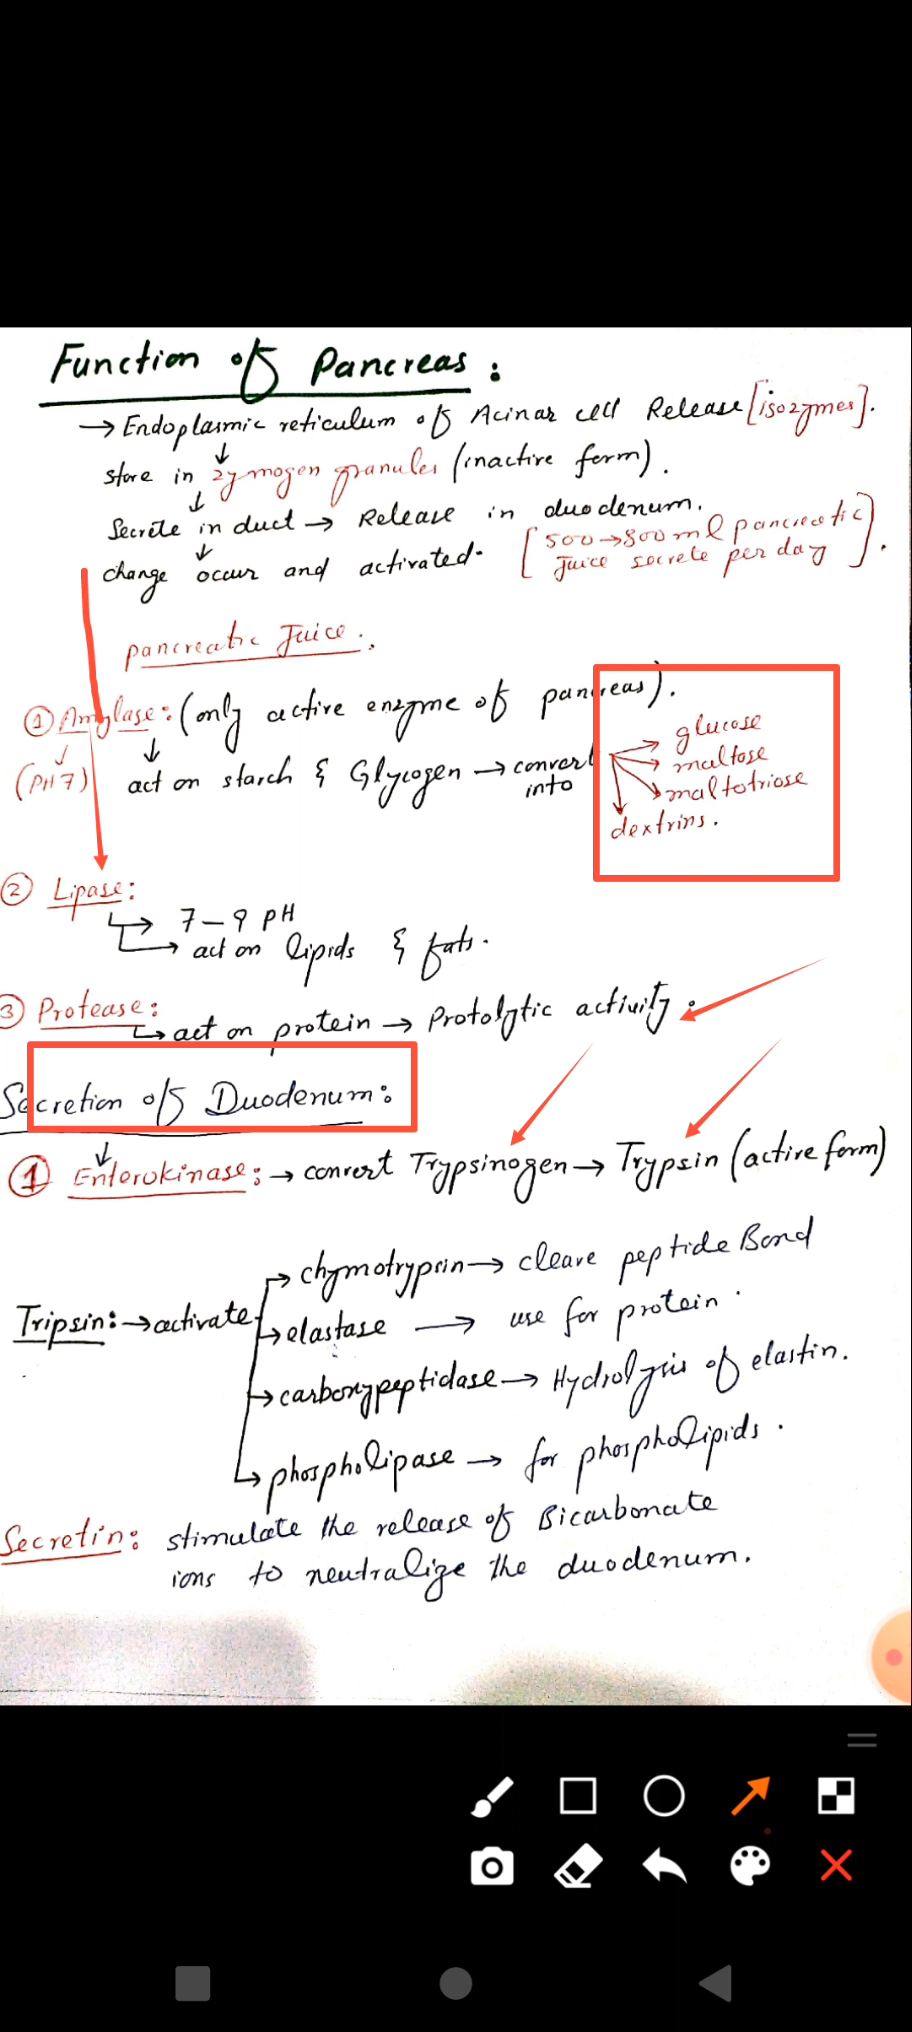 Function of Pancreas :
→ Endoplasmic reticulum of Acinar cell Release [isozymes].
↓
store in zymogen granules (inactive form).
↓
Secrete in duct → Release in duodenum.
↓
change occur and activated. [500→800 ml pancreatic
Juice secrete per day].
pancreatic Juice.
① Amylase: (only active enzyme of pancreas).
↓
(PH 7) act on starch & Glycogen → convert into
→ glucose
→ maltose
→ maltotriose
dextrins.
② Lipase:
→ 7-9 PH
→ act on lipids & fats.
③ Protease:
→ act on protein → Protolytic activity.
Secretion of Duodenum:
↓
① Enterokinase: → convert Trypsinogen → Trypsin (active form)
Tripsin: → activate
→ chymotrypsin → cleave peptide Bond
→ elastase → use for protein.
→ carboxypeptidase → Hydrolysis of elastin.
→ phospholipase → for phospholipids.
Secretin: stimulate the release of Bicarbonate
ions to neutralize the duodenum.